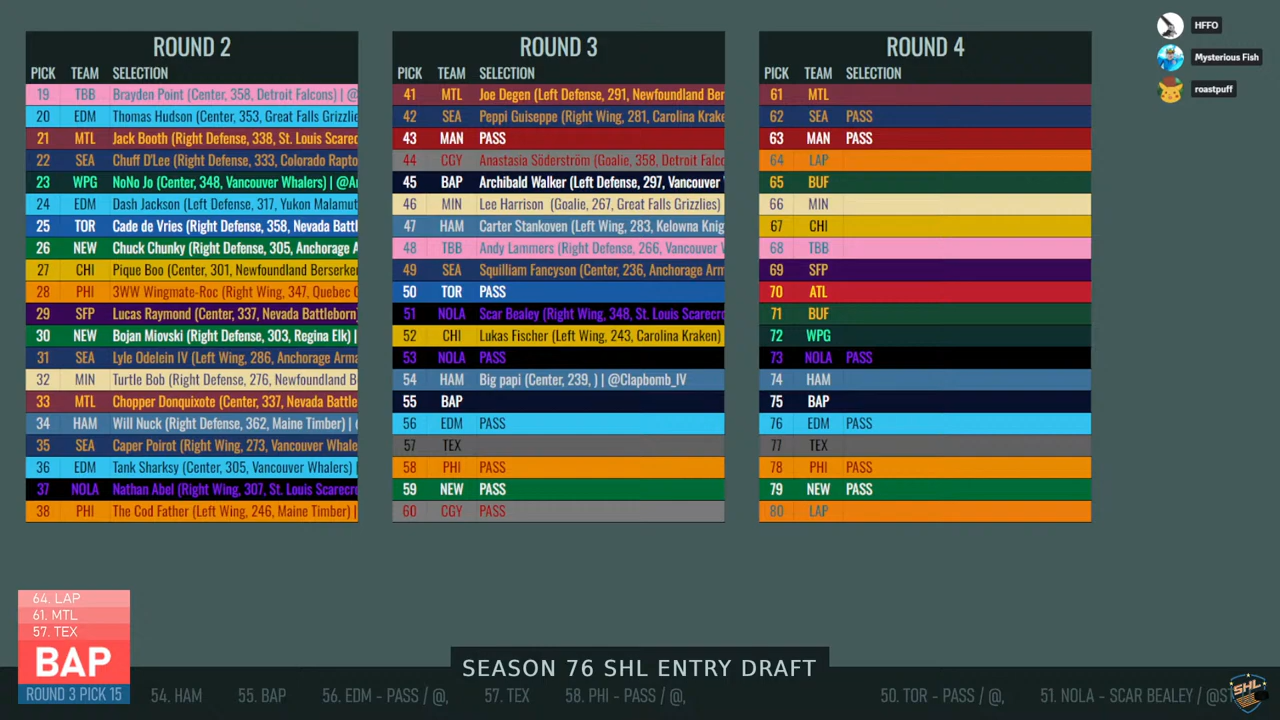 ROUND 2
PICK TEAM SELECTION
19 TBB Brayden Point (Center, 358, Detroit Falcons) | @
20 EDM Thomas Hudson (Center, 353, Great Falls Grizzlie
21 MTL Jack Booth (Right Defense, 338, St. Louis Scarec
22 SEA Chuff D'Lee (Right Defense, 333, Colorado Rapto
23 WPG NoNo Jo (Center, 348, Vancouver Whalers) | @A
24 EDM Dash Jackson (Left Defense, 317, Yukon Malamut
25 TOR Cade de Vries (Right Defense, 358, Nevada Battl
26 NEW Chuck Chunky (Right Defense, 305, Anchorage A
27 CHI Pique Boo (Center, 301, Newfoundland Berserker
28 PHI 3WW Wingmate-Roc (Right Wing, 347, Quebec C
29 SFP Lucas Raymond (Center, 337, Nevada Battleborn)
30 NEW Bojan Miovski (Right Defense, 303, Regina Elk) |
31 SEA Lyle Odelein IV (Left Wing, 286, Anchorage Arma
32 MIN Turtle Bob (Right Defense, 276, Newfoundland B
33 MTL Chopper Donquixote (Center, 337, Nevada Battle
34 HAM Will Nuck (Right Defense, 362, Maine Timber) |
35 SEA Caper Poirot (Right Wing, 273, Vancouver Whale
36 EDM Tank Sharksy (Center, 305, Vancouver Whalers) |
37 NOLA Nathan Abel (Right Wing, 307, St. Louis Scarecr
38 PHI The Cod Father (Left Wing, 246, Maine Timber) |
ROUND 3
PICK TEAM SELECTION
41 MTL Joe Degen (Left Defense, 291, Newfoundland Ber
42 SEA Peppi Guiseppe (Right Wing, 281, Carolina Krake
43 MAN PASS
44 CGY Anastasia Söderström (Goalie, 358, Detroit Falco
45 BAP Archibald Walker (Left Defense, 297, Vancouver
46 MIN Lee Harrison (Goalie, 267, Great Falls Grizzlies)
47 HAM Carter Stankoven (Left Wing, 283, Kelowna Knig
48 TBB Andy Lammers (Right Defense, 266, Vancouver
49 SEA Squilliam Fancyson (Center, 236, Anchorage Arm
50 TOR PASS
51 NOLA Scar Bealey (Right Wing, 348, St. Louis Scarecr
52 CHI Lukas Fischer (Left Wing, 243, Carolina Kraken)
53 NOLA PASS
54 HAM Big papi (Center, 239, ) | @Clapbomb_IV
55 BAP
56 EDM PASS
57 TEX
58 PHI PASS
59 NEW PASS
60 CGY PASS
ROUND 4
PICK TEAM SELECTION
61 MTL
62 SEA PASS
63 MAN PASS
64 LAP
65 BUF
66 MIN
67 CHI
68 TBB
69 SFP
70 ATL
71 BUF
72 WPG
73 NOLA PASS
74 HAM
75 BAP
76 EDM PASS
77 TEX
78 PHI PASS
79 NEW PASS
80 LAP
HFFO
Mysterious Fish
roastpuff
64. LAP
61. MTL
57. TEX
BAP
ROUND 3 PICK 15
SEASON 76 SHL ENTRY DRAFT
54. HAM 55. BAP 56. EDM - PASS / @, 57. TEX 58. PHI - PASS / @, 50. TOR - PASS / @, 51. NOLA - SCAR BEALEY / @ST
SHL